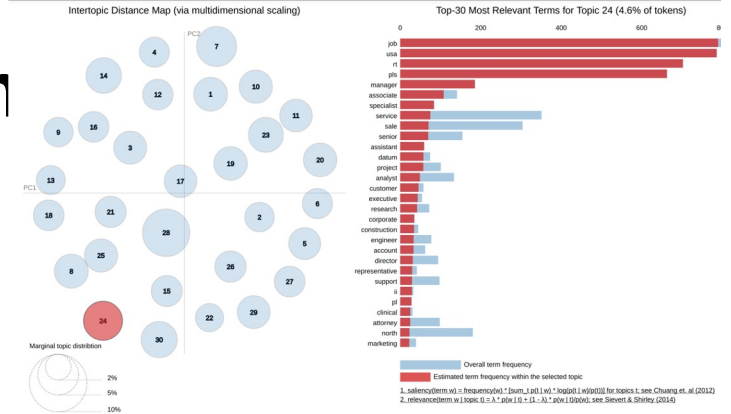 Intertopic Distance Map (via multidimensional scaling)
PC2
PC1
4
7
14
12
1
10
11
9
16
3
23
19
20
13
17
18
21
6
2
28
5
25
8
26
27
15
24
22
29
30
Marginal topic distribtion
2%
5%
10%
Top-30 Most Relevant Terms for Topic 24 (4.6% of tokens)
0 200 400 600 8
job
usa
rt
pls
manager
associate
specialist
service
sale
senior
assistant
datum
project
analyst
customer
executive
research
corporate
construction
engineer
account
director
representative
support
ii
pl
clinical
attorney
north
marketing
Overall term frequency
Estimated term frequency within the selected topic
1. saliency(term w) = frequency(w) * [sum_t p(t | w) * log(p(t | w)/p(t))] for topics t; see Chuang et. al (2012)
2. relevance(term w | topic t) = λ * p(w | t) + (1 - λ) * p(w | t)/p(w); see Sievert & Shirley (2014)